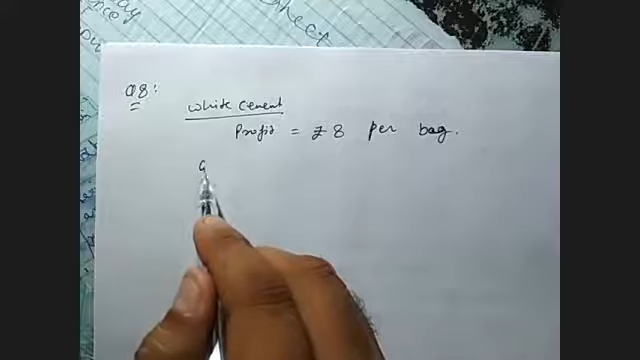 Q8:
White cement
Profit = ₹ 8 per bag.
G